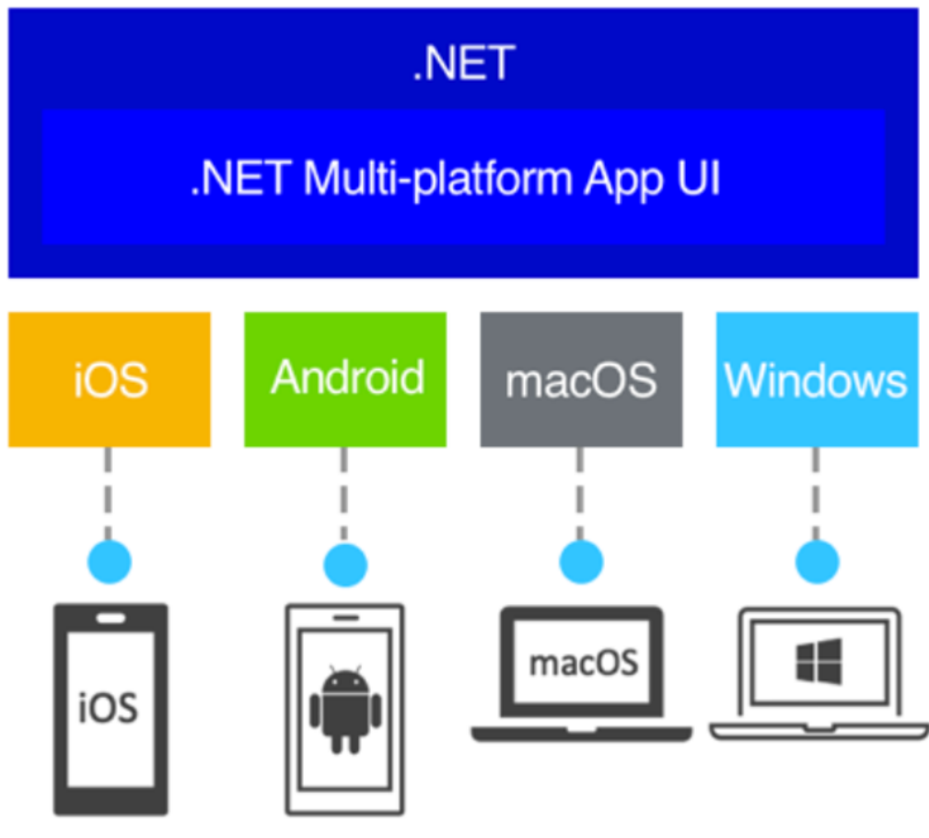 .NET
.NET Multi-platform App UI
iOS
Android
macOS
Windows
iOS
macOS